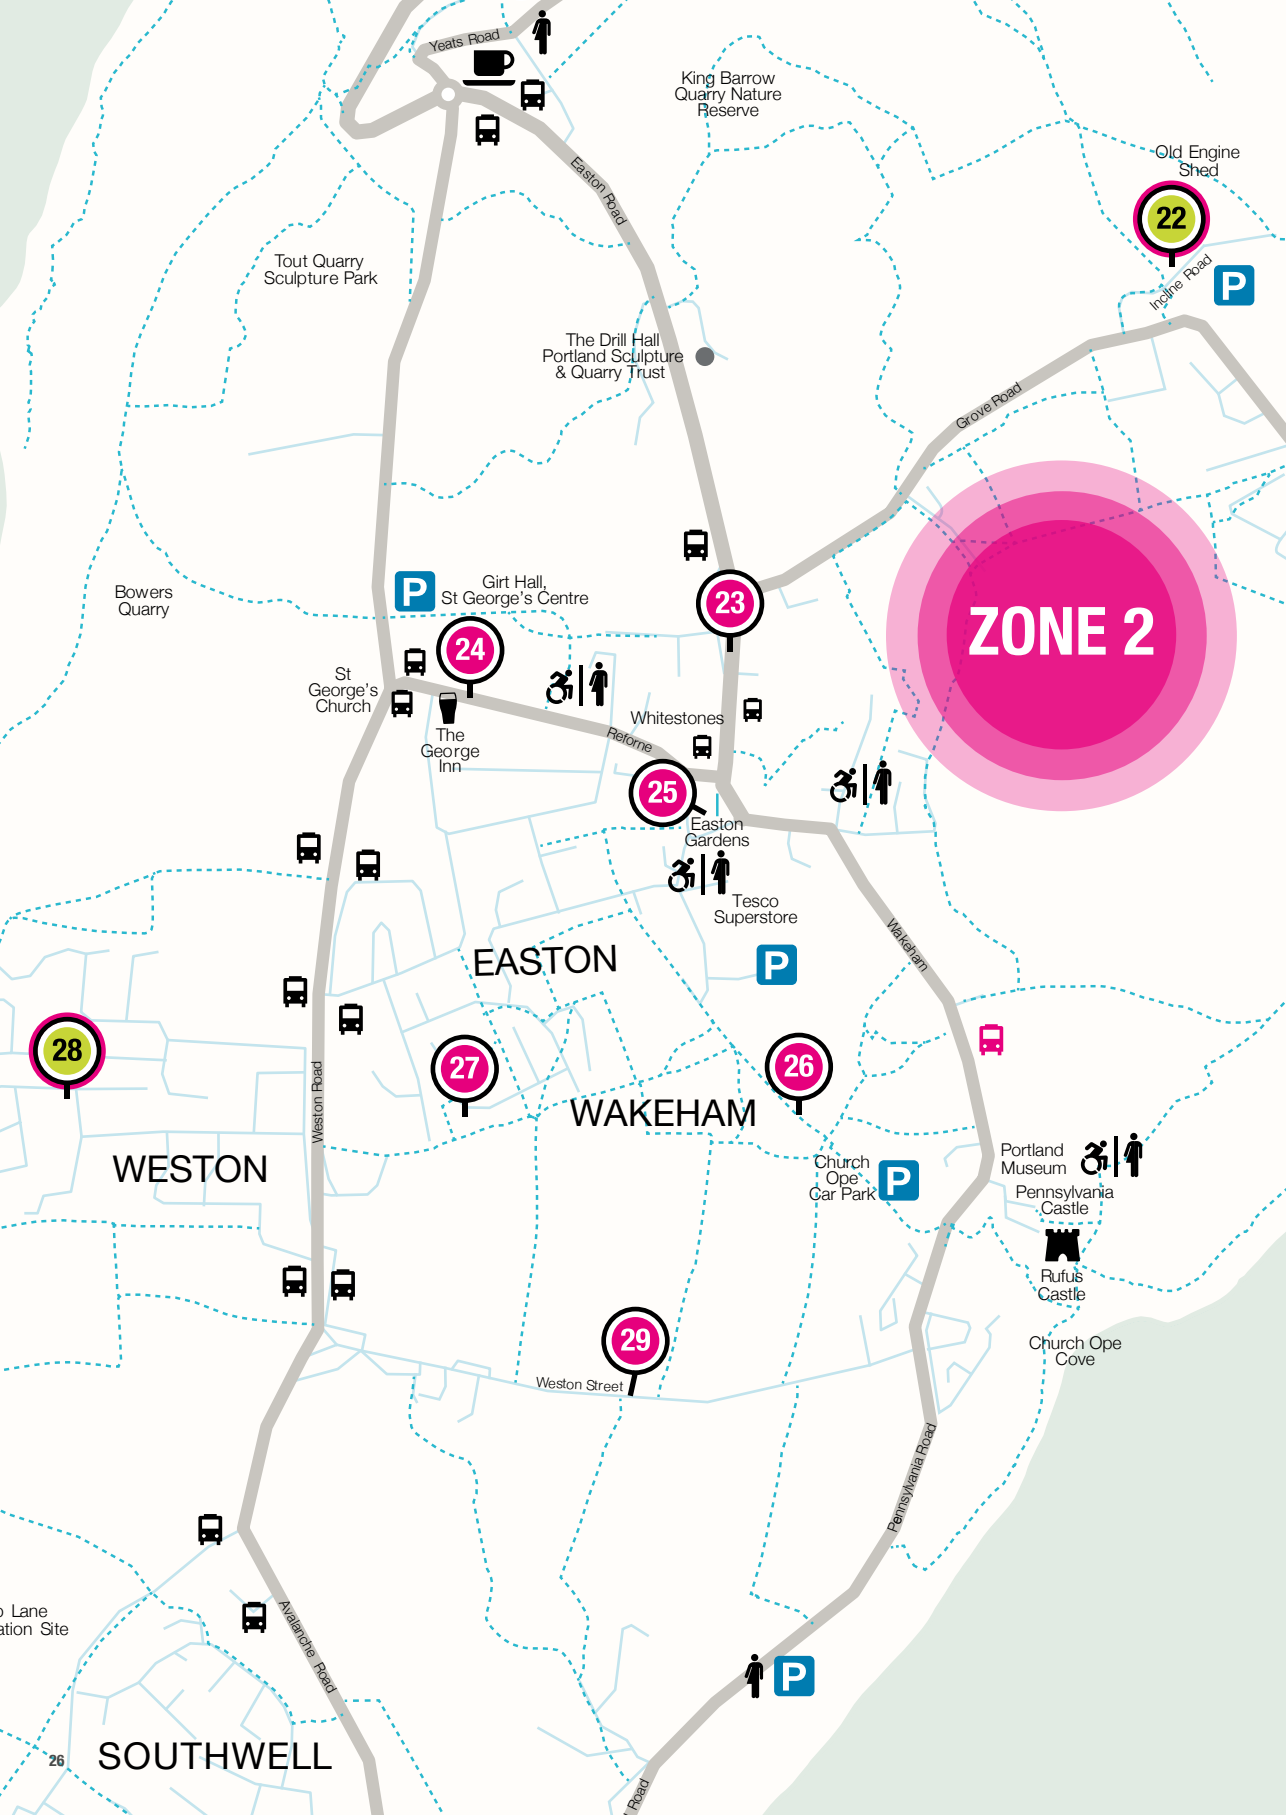 Yeats Road
King Barrow
Quarry Nature
Reserve
Old Engine
Shed
22
Easton Road
Incline Road
P
Tout Quarry
Sculpture Park
The Drill Hall
Portland Sculpture
& Quarry Trust
Grove Road
Bowers
Quarry
P
Girt Hall,
St George's Centre
23
24
ZONE 2
St
George's
Church
The
George
Inn
Reforne
Whitestones
25
Easton
Gardens
Tesco
Superstore
Wakeham
EASTON
P
28
27
26
WAKEHAM
Weston Road
WESTON
Church
Ope
Car Park
P
Portland
Museum
Pennsylvania
Castle
Rufus
Castle
Church Ope
Cove
29
Weston Street
Pennsylvania Road
Lane
Site
Avalanche Road
P
26
SOUTHWELL
Road